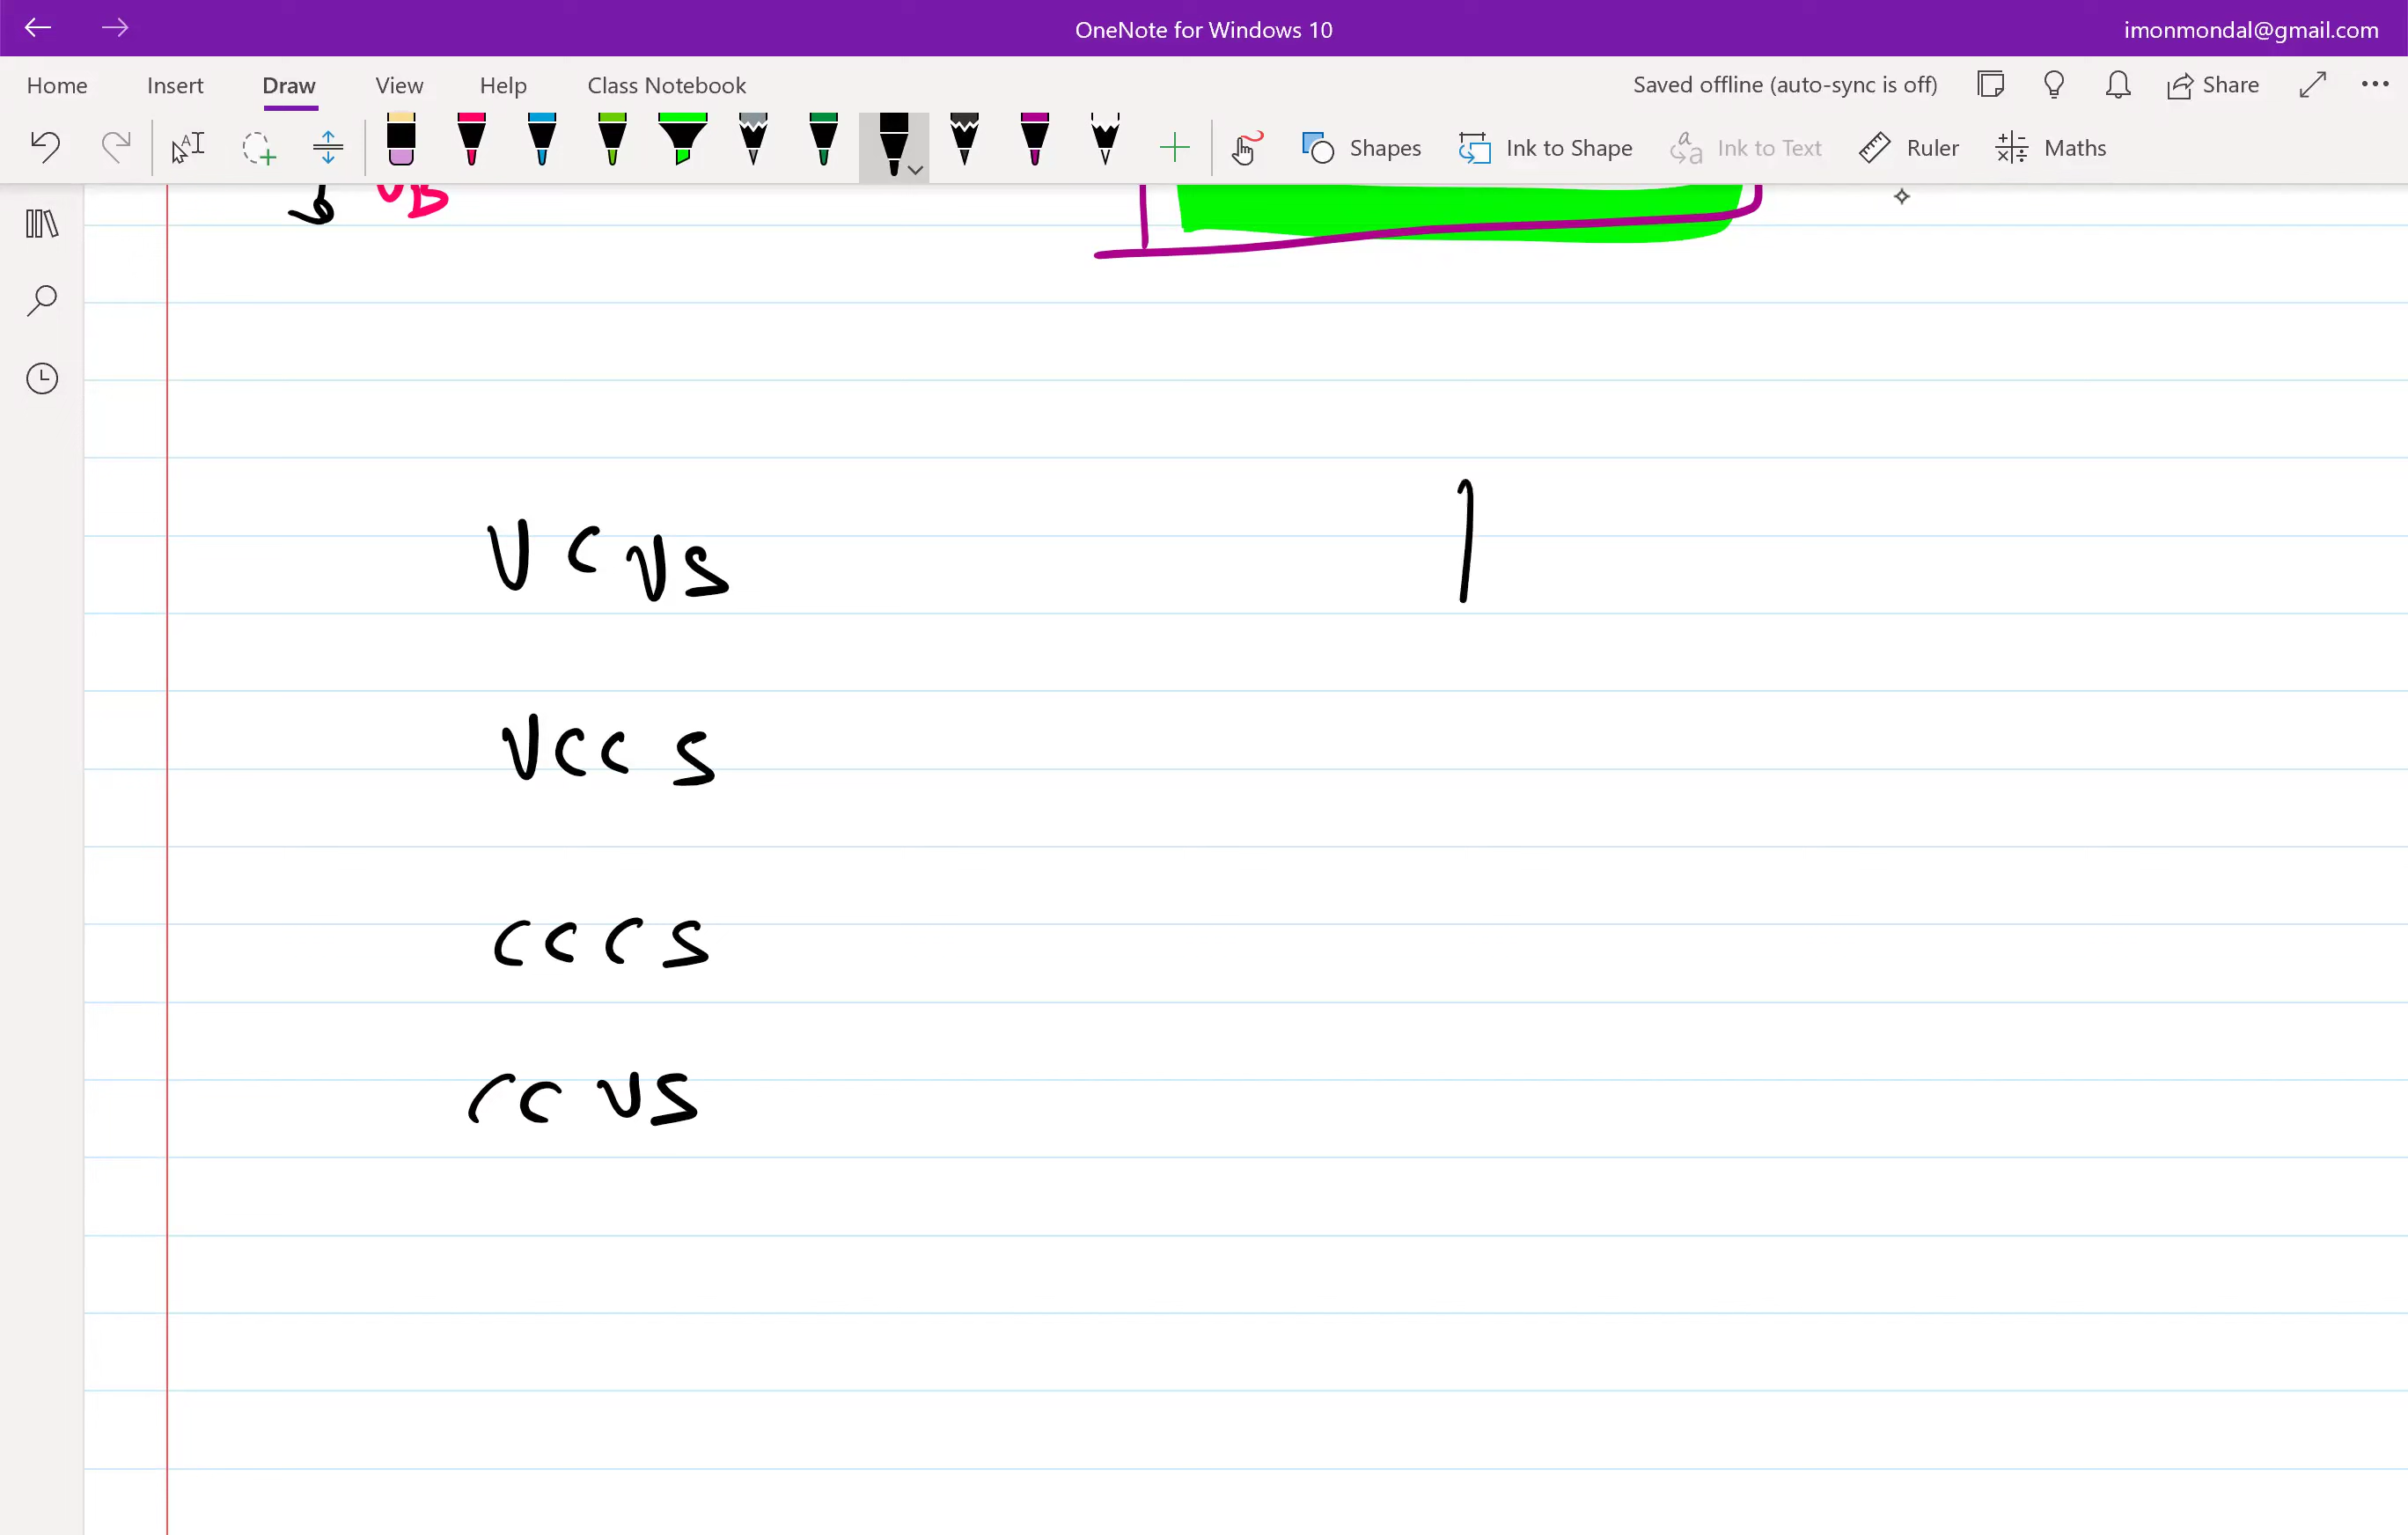 OneNote for Windows 10
imonmondal@gmail.com
Home Insert Draw View Help Class Notebook
Saved offline (auto-sync is off) Share
Shapes Ink to Shape Ink to Text Ruler Maths
VB
VCVS
VCCS
CCCS
CCVS